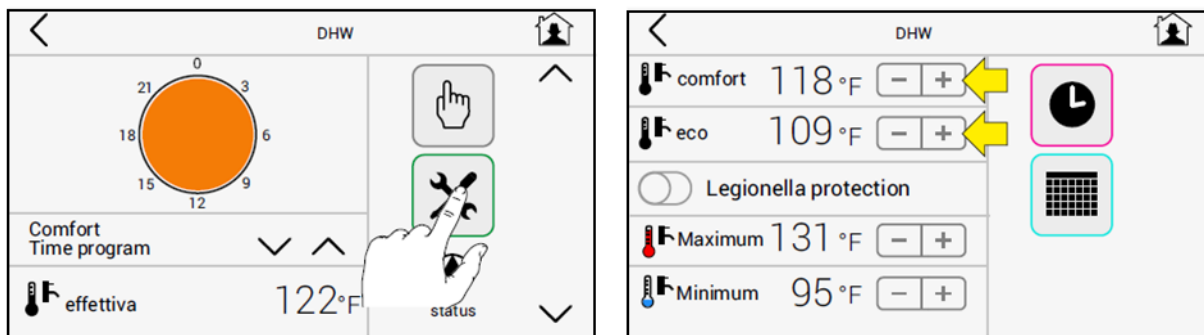 DHW
0
21
3
18
6
15
9
12
Comfort
Time program
effettiva
122°F
status
DHW
comfort 118 °F - +
eco 109 °F - +
Legionella protection
Maximum 131 °F - +
Minimum 95 °F - +